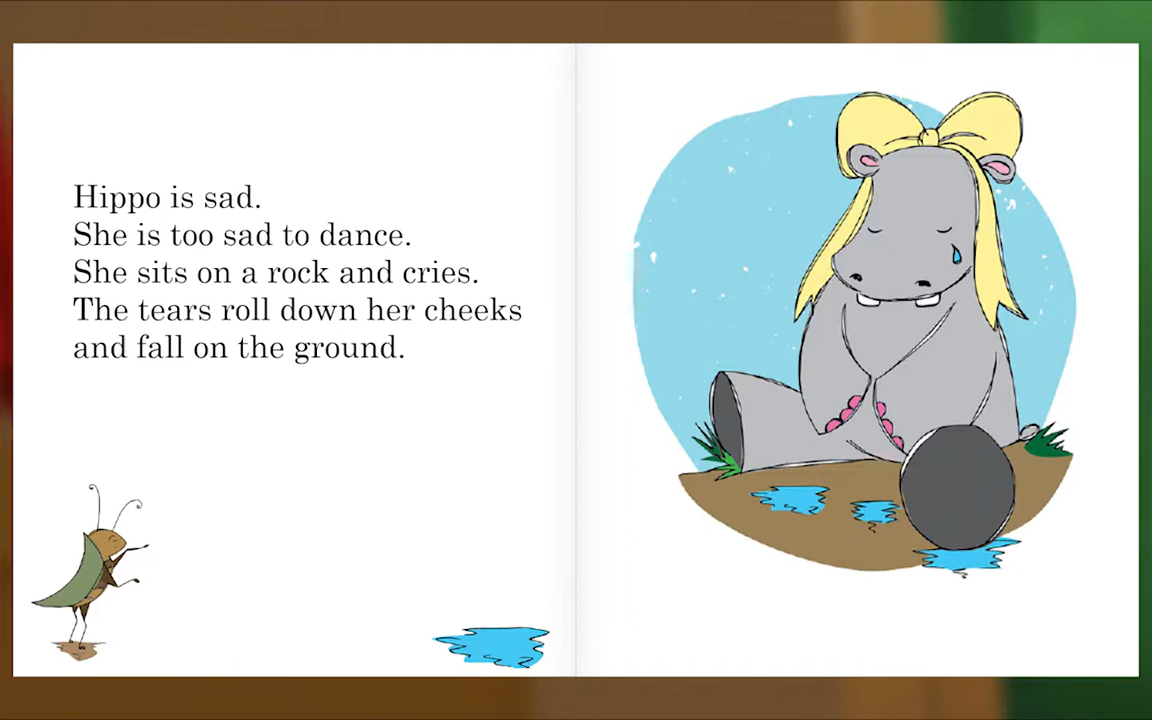 Hippo is sad.
She is too sad to dance.
She sits on a rock and cries.
The tears roll down her cheeks
and fall on the ground.